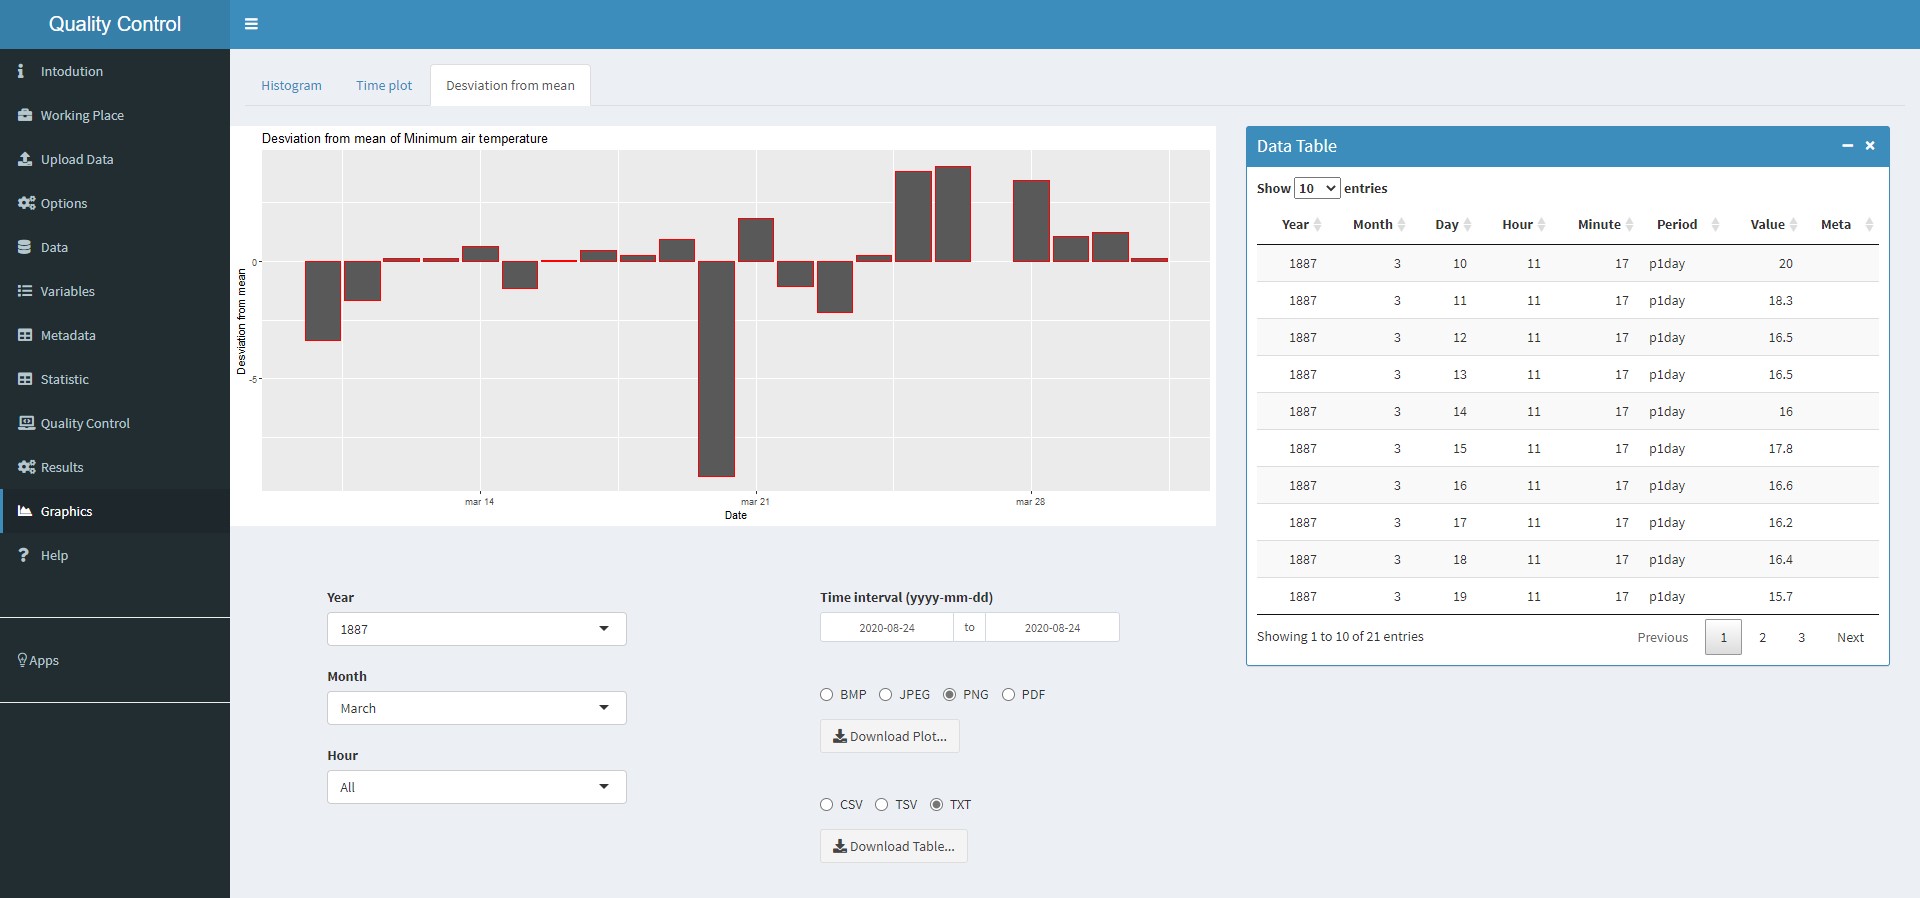 Quality Control
Intodution
Working Place
Upload Data
Options
Data
Variables
Metadata
Statistic
Quality Control
Results
Graphics
Help
Apps
Histogram Time plot Desviation from mean
Desviation from mean of Minimum air temperature
Desviation from mean
0
-5
mar 14 mar 21 mar 28
Date
Year
1887
Month
March
Hour
All
Time interval (yyyy-mm-dd)
2020-08-24 to 2020-08-24
BMP JPEG PNG PDF
Download Plot...
CSV TSV TXT
Download Table...
Data Table
Show 10 entries
Year Month Day Hour Minute Period Value Meta
1887 3 10 11 17 p1day 20
1887 3 11 11 17 p1day 18.3
1887 3 12 11 17 p1day 16.5
1887 3 13 11 17 p1day 16.5
1887 3 14 11 17 p1day 16
1887 3 15 11 17 p1day 17.8
1887 3 16 11 17 p1day 16.6
1887 3 17 11 17 p1day 16.2
1887 3 18 11 17 p1day 16.4
1887 3 19 11 17 p1day 15.7
Showing 1 to 10 of 21 entries
Previous 1 2 3 Next